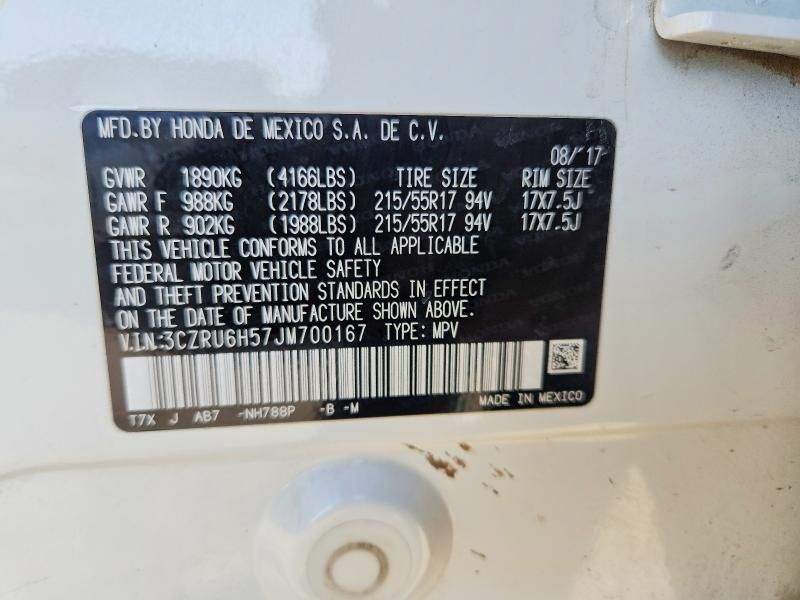 MFD.BY HONDA DE MEXICO S.A. DE C.V.
08/'17
GVWR 1890KG (4166LBS) TIRE SIZE RIM SIZE
GAWR F 988KG (2178LBS) 215/55R17 94V 17X7.5J
GAWR R 902KG (1988LBS) 215/55R17 94V 17X7.5J
THIS VEHICLE CONFORMS TO ALL APPLICABLE
FEDERAL MOTOR VEHICLE SAFETY
AND THEFT PREVENTION STANDARDS IN EFFECT
ON THE DATE OF MANUFACTURE SHOWN ABOVE.
V.I.N:3CZRU6H57JM700167 TYPE: MPV
T7X J AB7 -NH788P -B -M MADE IN MEXICO